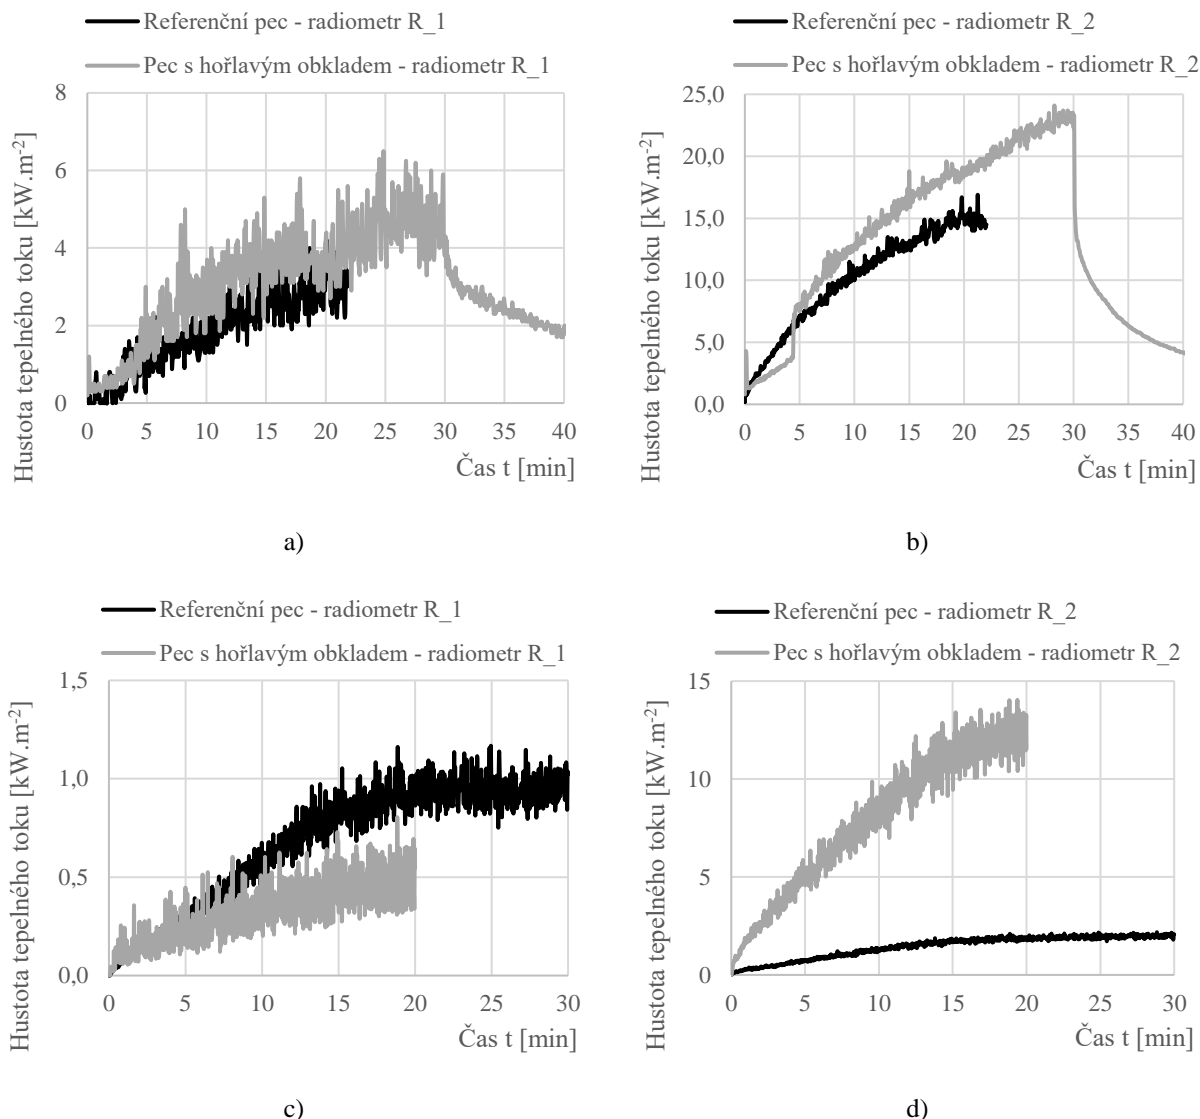 Referenční pec - radiometr R_1
Pec s hořlavým obkladem - radiometr R_1
Hustota tepelného toku [kW.m-2]
8
6
4
2
0
0 5 10 15 20 25 30 35 40
Čas t [min]
a)
Referenční pec - radiometr R_2
Pec s hořlavým obkladem - radiometr R_2
Hustota tepelného toku [kW.m-2]
25,0
20,0
15,0
10,0
5,0
0,0
0 5 10 15 20 25 30 35 40
Čas t [min]
b)
Referenční pec - radiometr R_1
Pec s hořlavým obkladem - radiometr R_1
Hustota tepelného toku [kW.m-2]
1,5
1,0
0,5
0,0
0 5 10 15 20 25 30
Čas t [min]
c)
Referenční pec - radiometr R_2
Pec s hořlavým obkladem - radiometr R_2
Hustota tepelného toku [kW.m-2]
15
10
5
0
0 5 10 15 20 25 30
Čas t [min]
d)